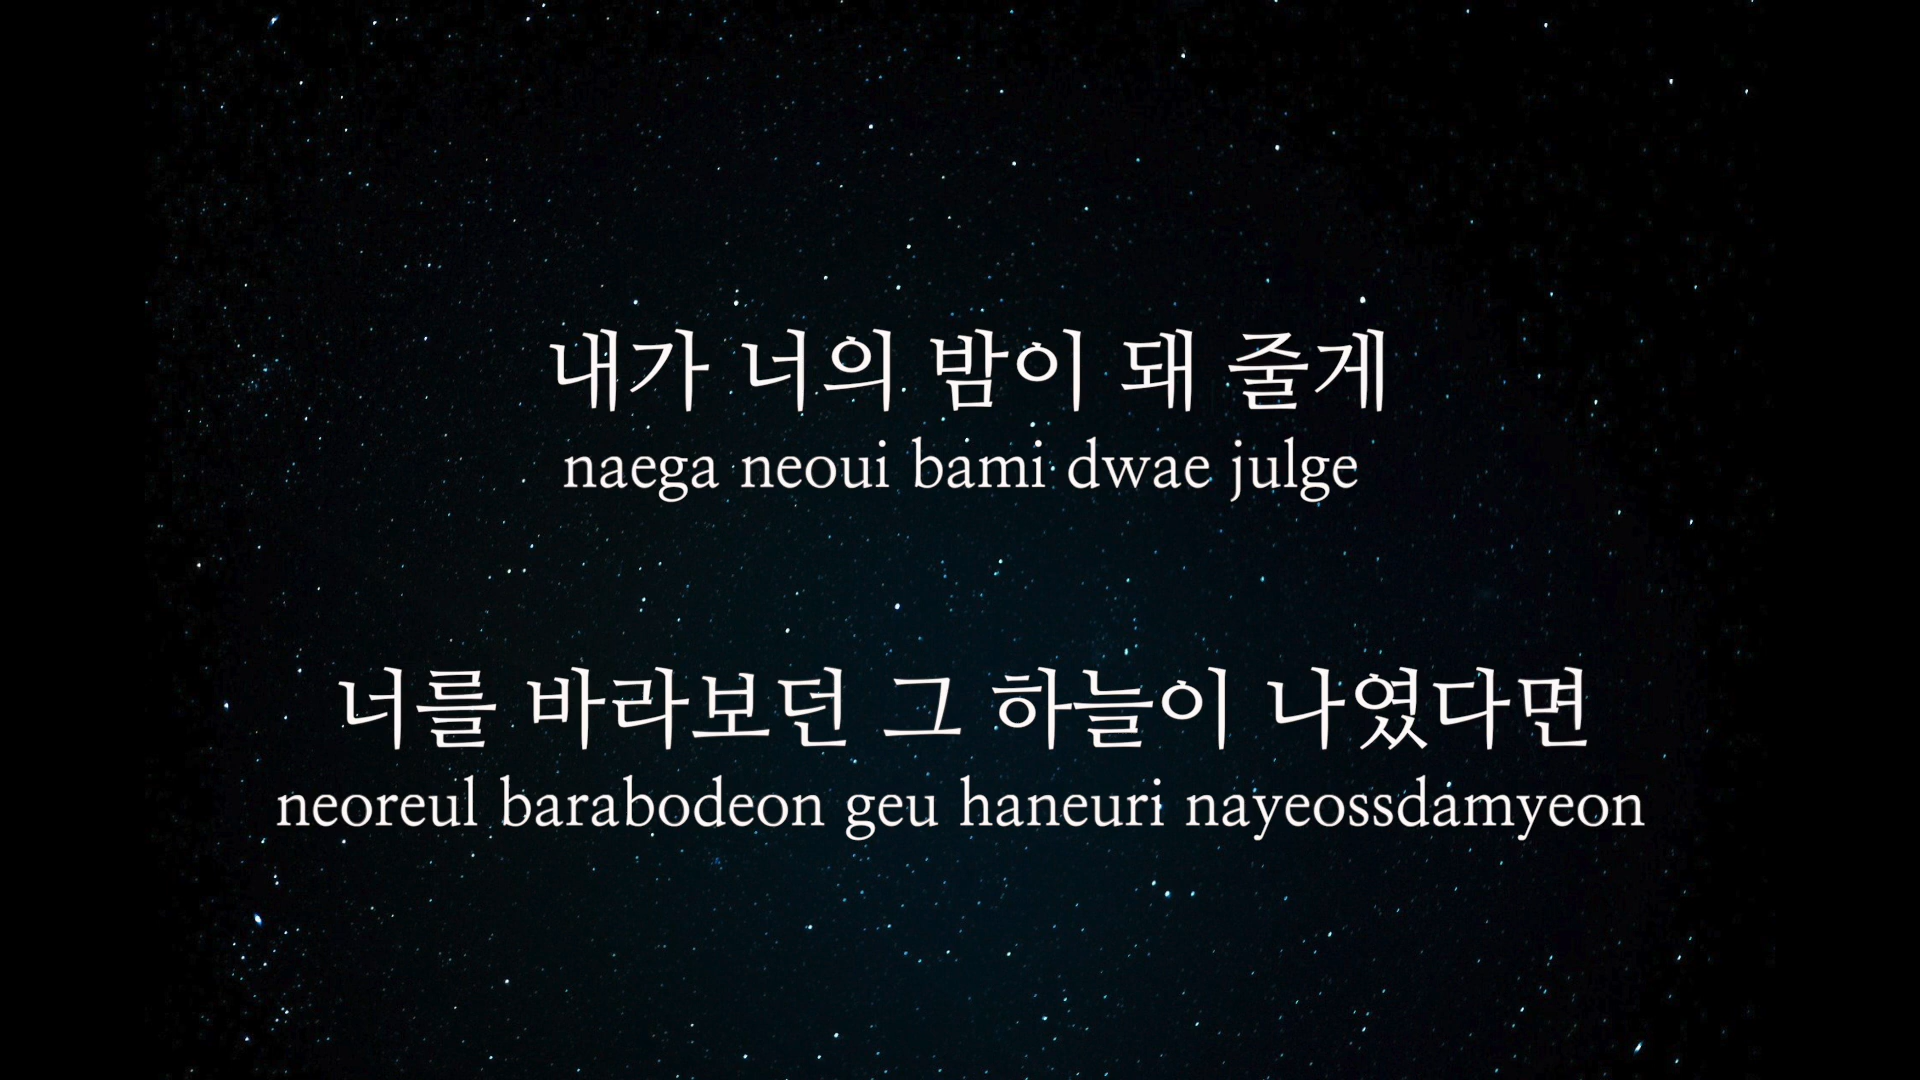 내가 너의 밤이 돼 줄게
naega neoui bami dwae julge
너를 바라보던 그 하늘이 나였다면
neoreul barabodeon geu haneuri nayeossdamyeon